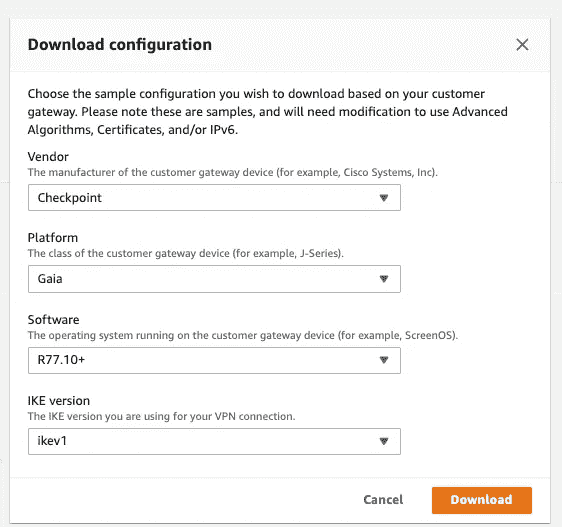 Download configuration
Choose the sample configuration you wish to download based on your customer
gateway. Please note these are samples, and will need modification to use Advanced
Algorithms, Certificates, and/or IPv6.
Vendor
The manufacturer of the customer gateway device (for example, Cisco Systems, Inc).
Checkpoint
Platform
The class of the customer gateway device (for example, J-Series).
Gaia
Software
The operating system running on the customer gateway device (for example, ScreenOS).
R77.10+
IKE version
The IKE version you are using for your VPN connection.
ikev1
Cancel Download